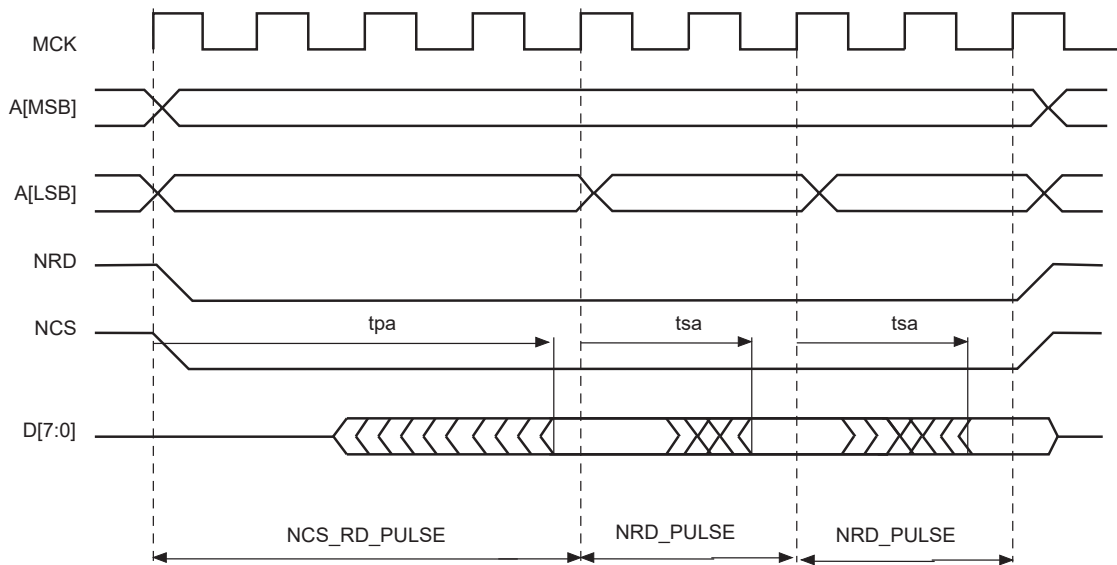 MCK
A[MSB]
A[LSB]
NRD
NCS
tpa
tsa
tsa
D[7:0]
NCS_RD_PULSE
NRD_PULSE
NRD_PULSE